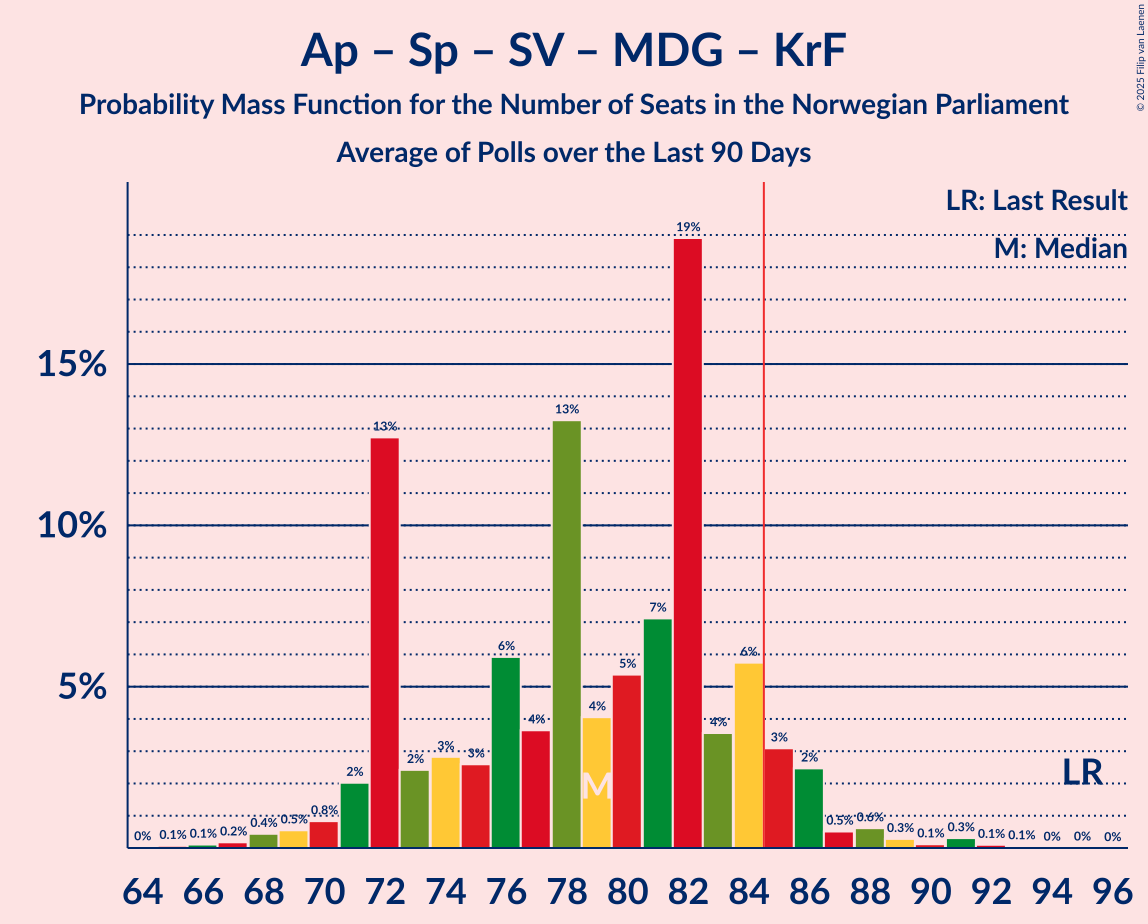 Ap – Sp – SV – MDG – KrF
Probability Mass Function for the Number of Seats in the Norwegian Parliament
Average of Polls over the Last 90 Days
© 2025 Filip van Laenen
LR: Last Result
M: Median
15%
10%
5%
0% 0.1% 0.1% 0.2% 0.4% 0.5% 0.8% 2% 13% 2% 3% 3% 6% 4% 13% 4% 5% 7% 19% 4% 6% 3% 2% 0.5% 0.6% 0.3% 0.1% 0.3% 0.1% 0.1% 0% 0% 0%
M
LR
64 66 68 70 72 74 76 78 80 82 84 86 88 90 92 94 96